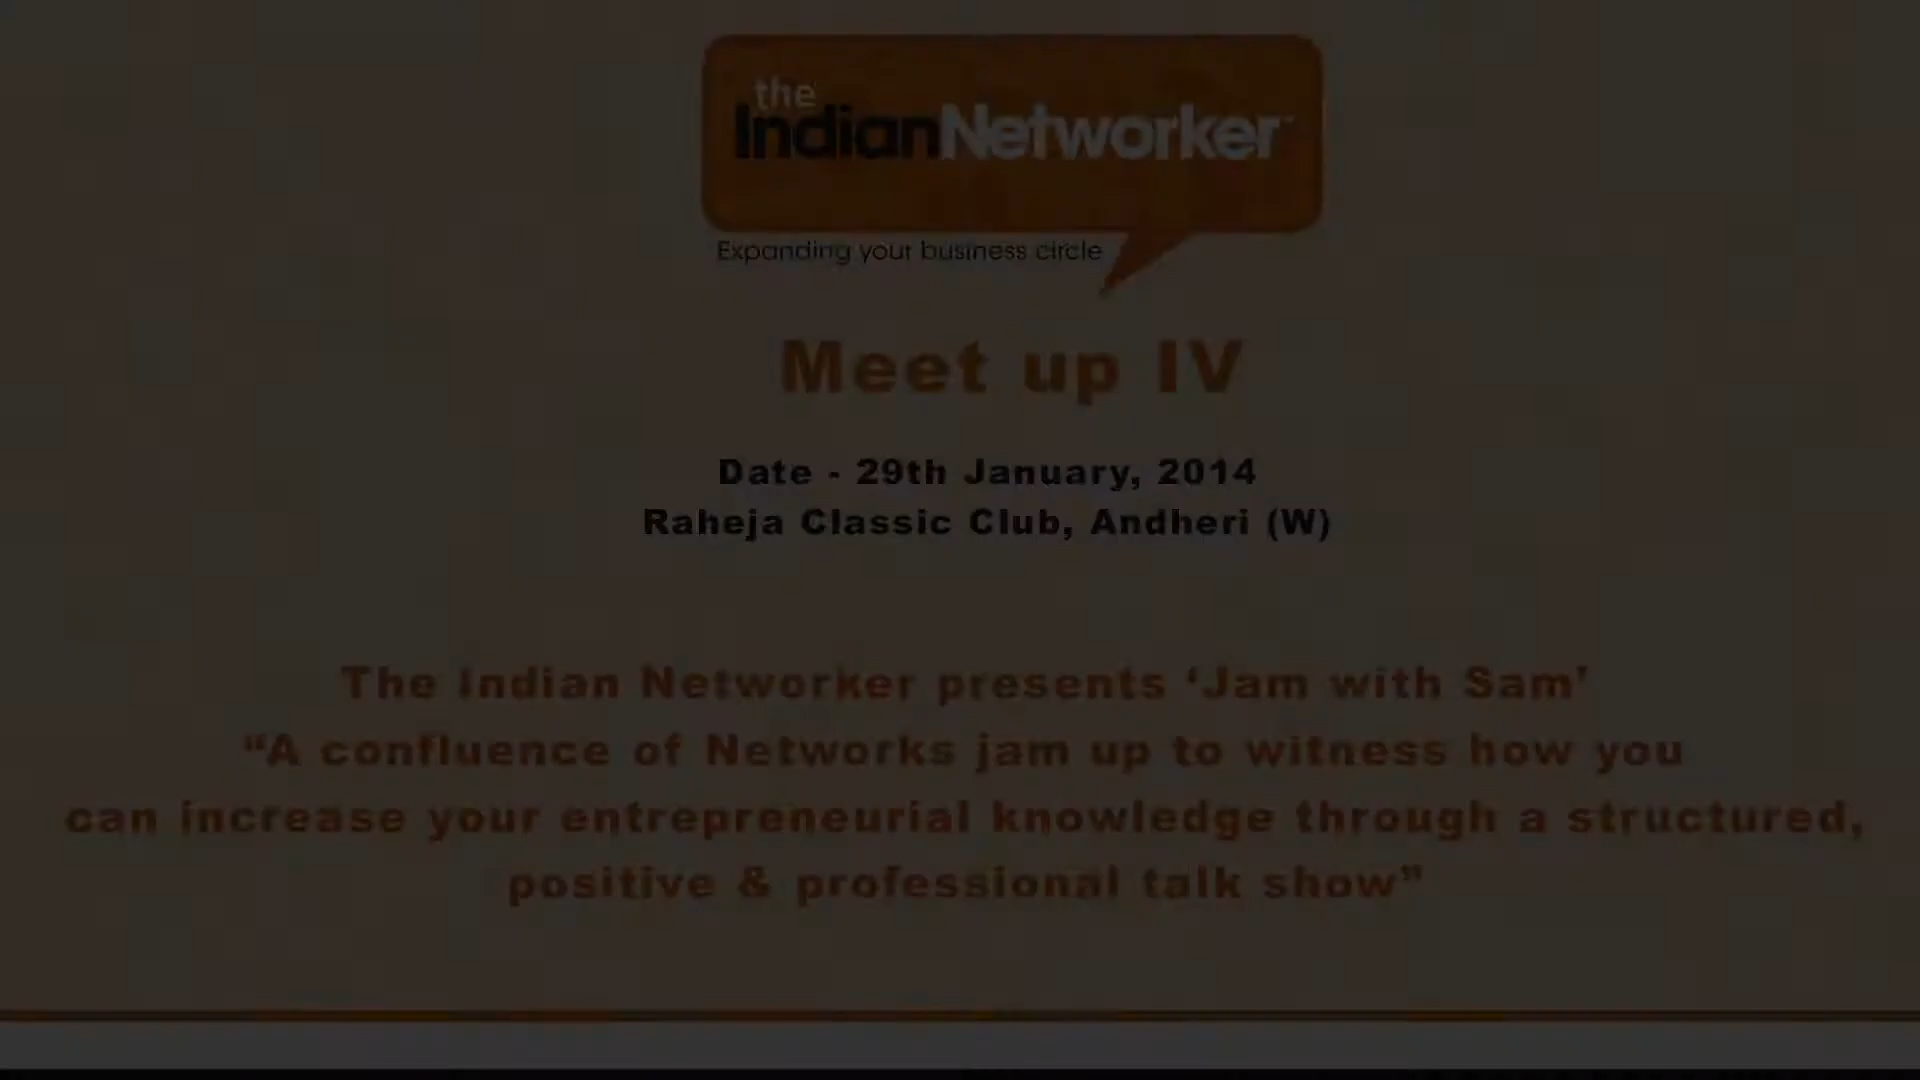 the
IndianNetworker™
Expanding your business circle
Meet up IV
Date - 29th January, 2014
Raheja Classic Club, Andheri (W)
The Indian Networker presents ‘Jam with Sam’
“A confluence of Networks jam up to witness how you
can increase your entrepreneurial knowledge through a structured,
positive & professional talk show”